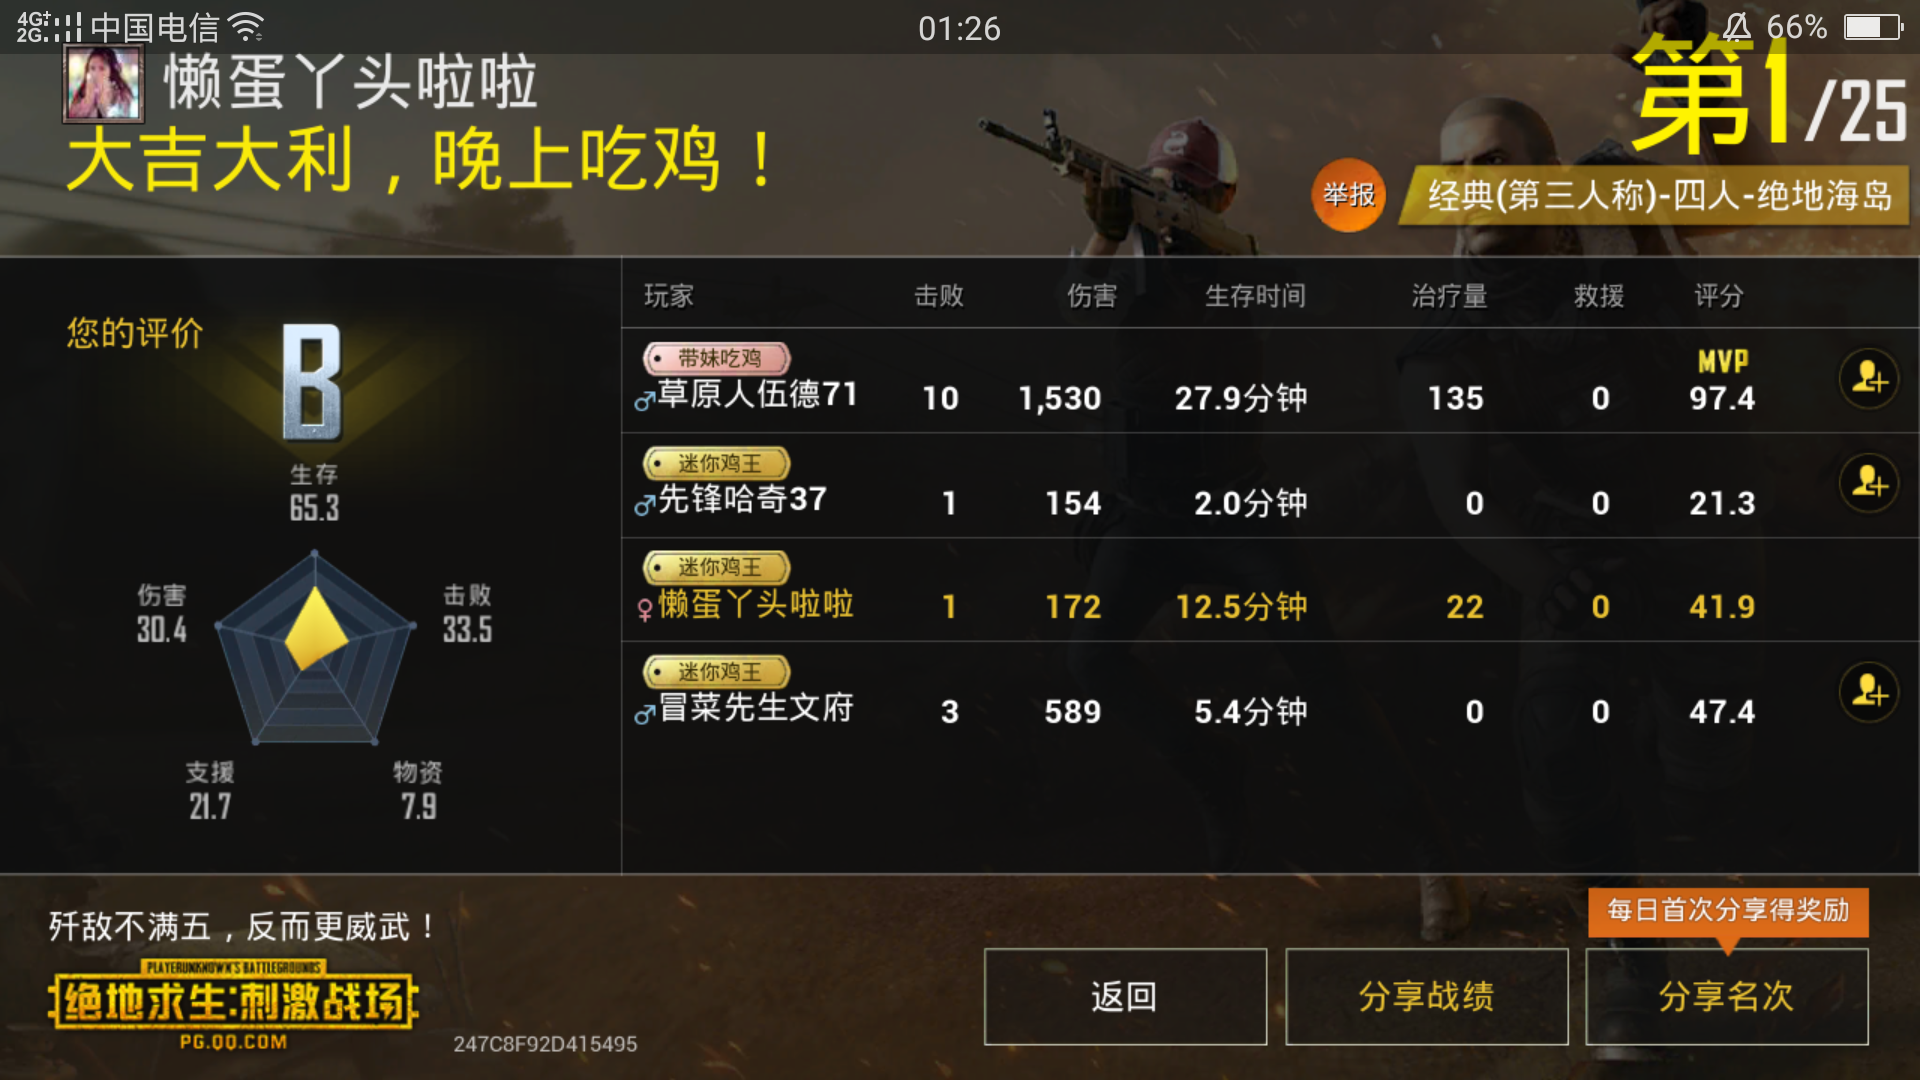 4G+ 2G 中国电信 01:26 66%
懒蛋丫头啦啦
大吉大利，晚上吃鸡！
第1/25
举报 经典(第三人称)-四人-绝地海岛
您的评价
B
生存
65.3
伤害
30.4
击败
33.5
支援
21.7
物资
7.9
玩家 击败 伤害 生存时间 治疗量 救援 评分
带妹吃鸡 MVP
♂草原人伍德71 10 1,530 27.9分钟 135 0 97.4
迷你鸡王
♂先锋哈奇37 1 154 2.0分钟 0 0 21.3
迷你鸡王
♀懒蛋丫头啦啦 1 172 12.5分钟 22 0 41.9
迷你鸡王
♂冒菜先生文府 3 589 5.4分钟 0 0 47.4
歼敌不满五，反而更威武！
PLAYERUNKNOWN'S BATTLEGROUNDS
绝地求生:刺激战场
PG.QQ.COM
247C8F92D415495
每日首次分享得奖励
返回 分享战绩 分享名次